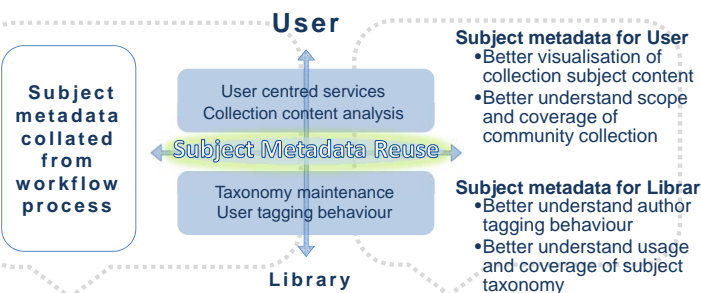 User
Subject
metadata
collated
from
workflow
process
User centred services
Collection content analysis
Subject Metadata Reuse
Taxonomy maintenance
User tagging behaviour
Library
Subject metadata for User
•Better visualisation of
collection subject content
•Better understand scope
and coverage of
community collection
Subject metadata for Librar
•Better understand author
tagging behaviour
•Better understand usage
and coverage of subject
taxonomy